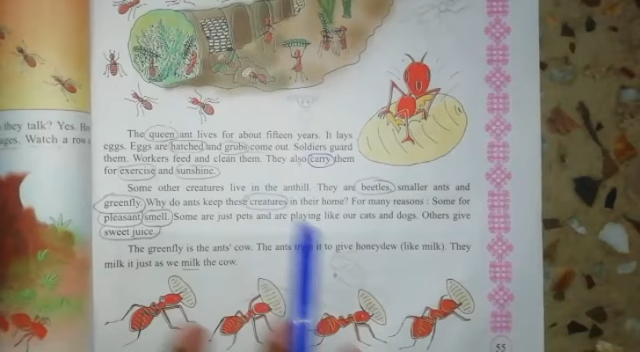 they talk? Yes.
ages. Watch a row
The queen ant lives for about fifteen years. It lays
eggs. Eggs are hatched and grubs come out. Soldiers guard
them. Workers feed and clean them. They also carry them
for exercise and sunshine.
Some other creatures live in the anthill. They are beetles, smaller ants and
greenfly. Why do ants keep these creatures in their home? For many reasons : Some for
pleasant smell. Some are just pets and are playing like our cats and dogs. Others give
sweet juice.
The greenfly is the ants' cow. The ants it to give honeydew (like milk). They
milk it just as we milk the cow.
55